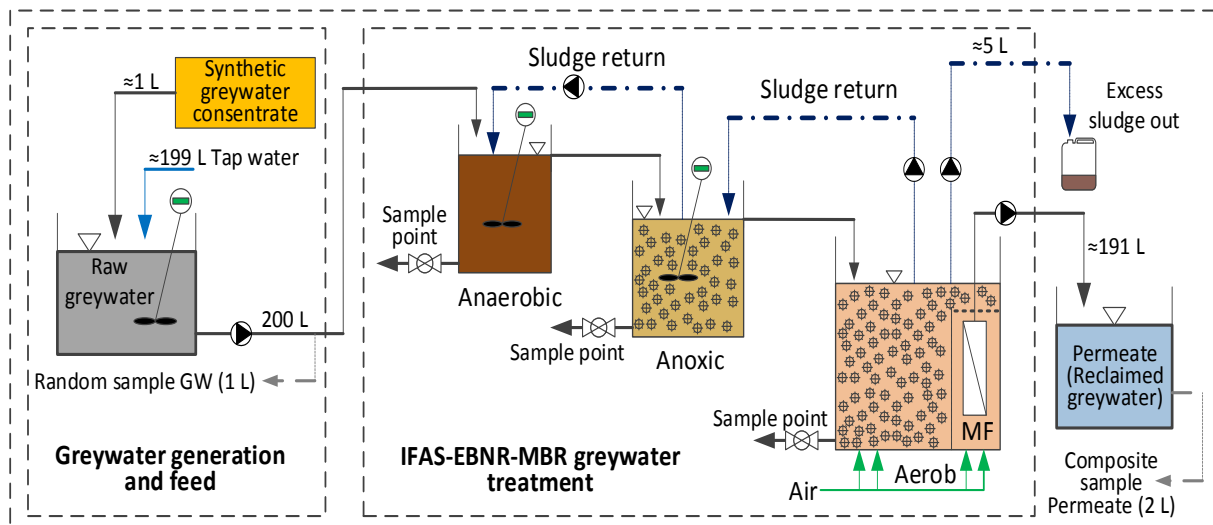 ≈1 L
Synthetic
greywater
consentrate
≈199 L Tap water
Raw
greywater
200 L
Random sample GW (1 L)
Greywater generation
and feed
Sludge return
Sludge return
≈5 L
Excess
sludge out
Sample
point
Anaerobic
Sample point
Anoxic
Sample point
MF
Aerob
Air
IFAS-EBNR-MBR greywater
treatment
≈191 L
Permeate
(Reclaimed
greywater)
Composite
sample
Permeate (2 L)